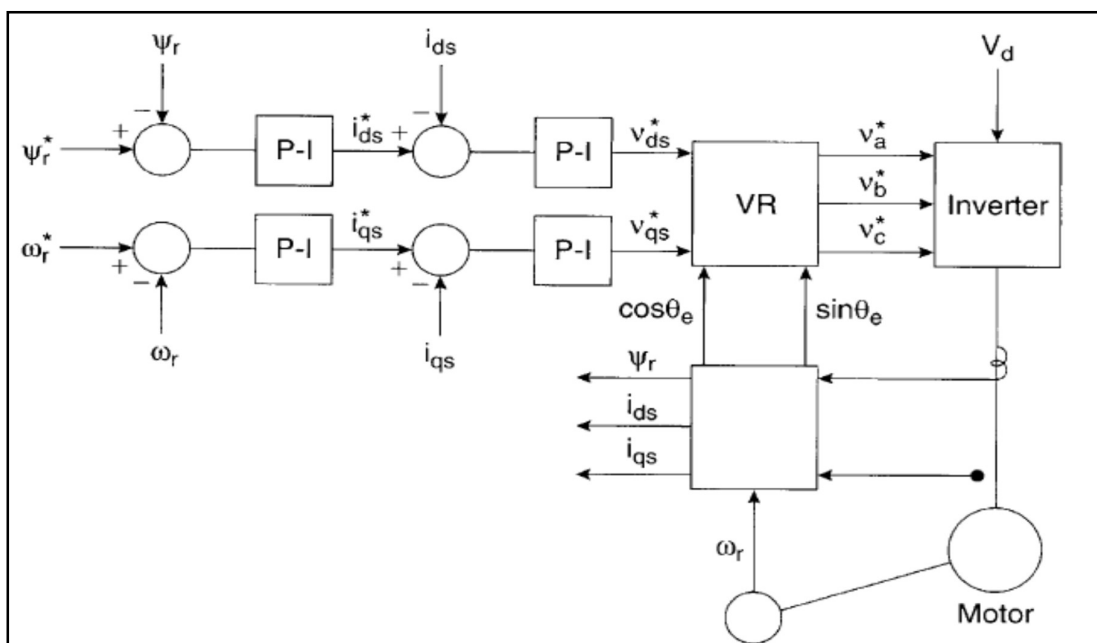 ψr
ids
Vd
ψr*
+
−
P-I
ids*
+
−
P-I
vds*
VR
va*
vb*
vc*
Inverter
ωr*
+
−
P-I
iqs*
+
−
P-I
vqs*
ωr
iqs
cosθe
sinθe
ψr
ids
iqs
ωr
Motor